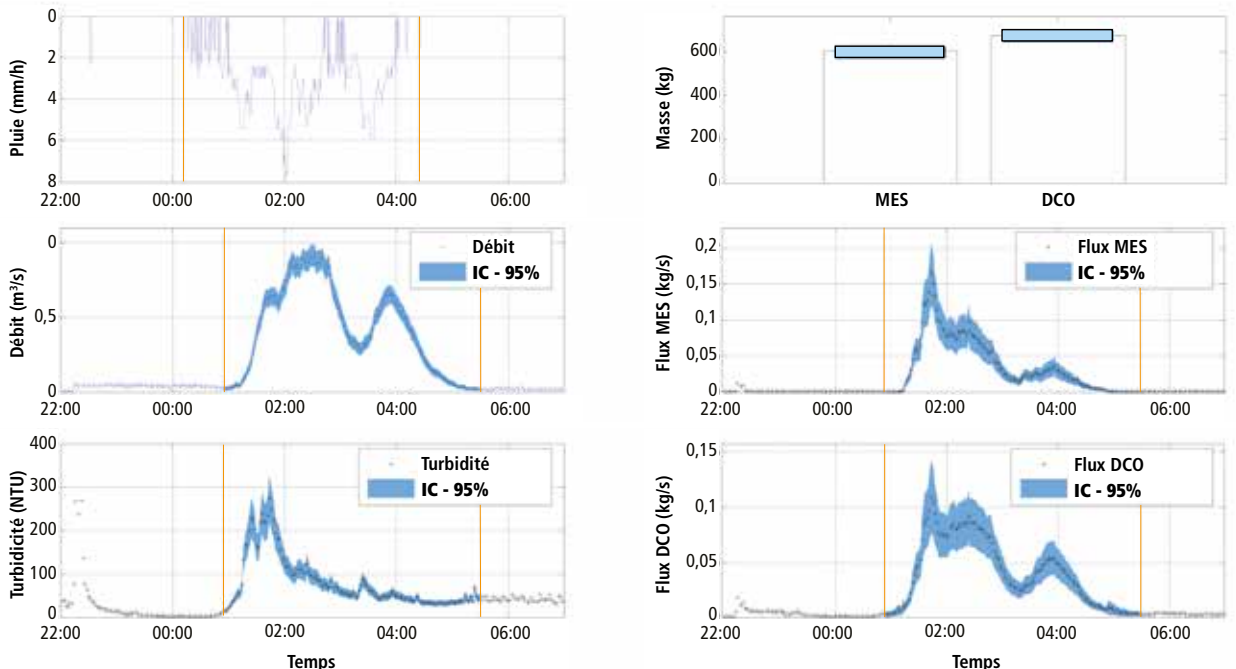 Pluie (mm/h)
0
2
4
6
8
22:00 00:00 02:00 04:00 06:00
Masse (kg)
600
400
200
0
MES DCO
Débit (m³/s)
0
0,5
0
Débit
IC - 95%
22:00 00:00 02:00 04:00 06:00
Flux MES (kg/s)
0,2
0,15
0,1
0,05
0
Flux MES
IC - 95%
22:00 00:00 02:00 04:00 06:00
Turbidicité (NTU)
400
300
200
100
0
Turbidité
IC - 95%
22:00 00:00 02:00 04:00 06:00
Temps
Flux DCO (kg/s)
0,15
0,1
0,05
0
Flux DCO
IC - 95%
22:00 00:00 02:00 04:00 06:00
Temps